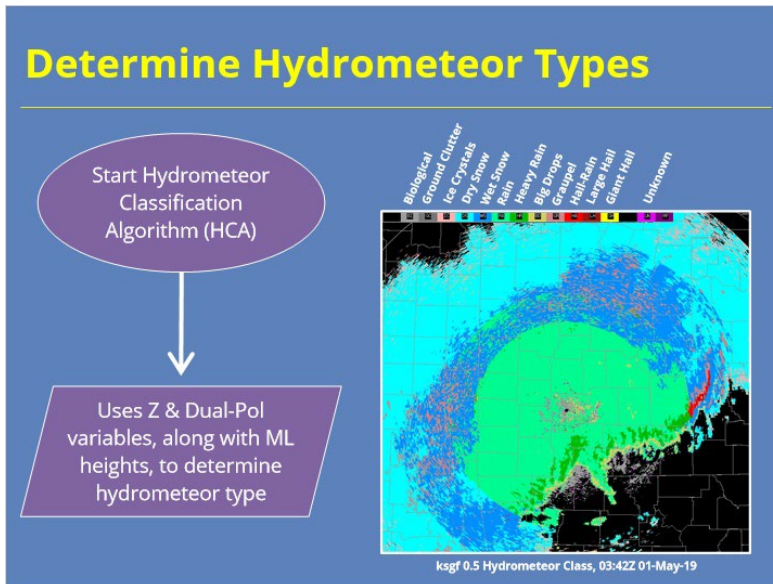 Determine Hydrometeor Types
Start Hydrometeor
Classification
Algorithm (HCA)
Uses Z & Dual-Pol
variables, along with ML
heights, to determine
hydrometeor type
Biological
Ground Clutter
Ice Crystals
Dry Snow
Wet Snow
Rain
Heavy Rain
Big Drops
Graupel
Hail-Rain
Large Hail
Giant Hail
Unknown
ksgf 0.5 Hydrometeor Class, 03:42Z 01-May-19